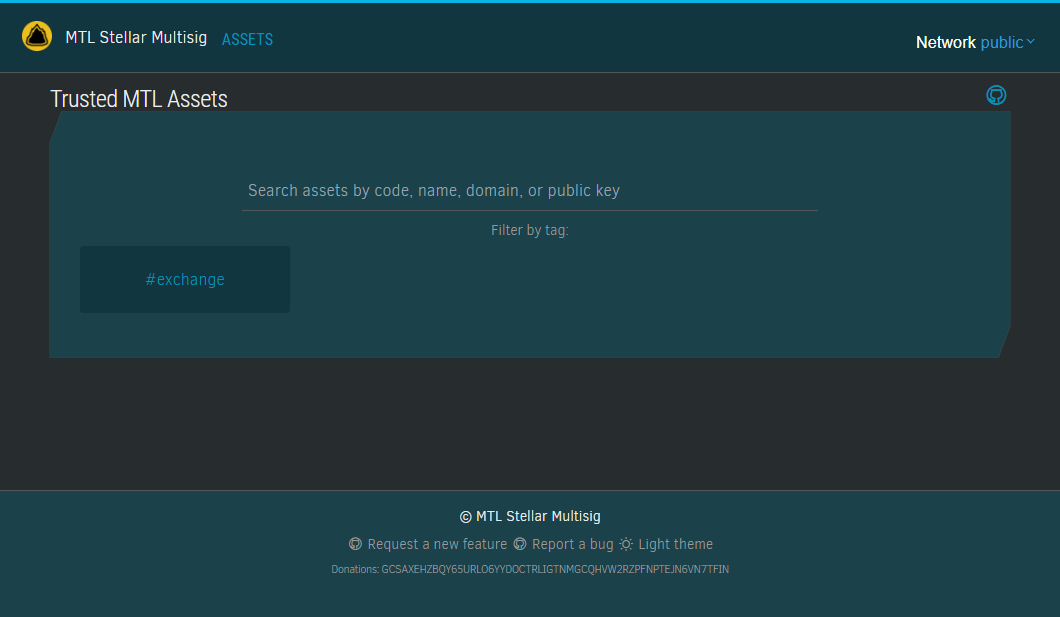 MTL Stellar Multisig ASSETS
Network public
Trusted MTL Assets
Search assets by code, name, domain, or public key
Filter by tag:
#exchange
© MTL Stellar Multisig
Request a new feature Report a bug Light theme
Donations: GCSAXEHZBQY65URLO6YYDOCTRLIGTNMGCQHVW2RZPFNPTEJN6VN7TFIN